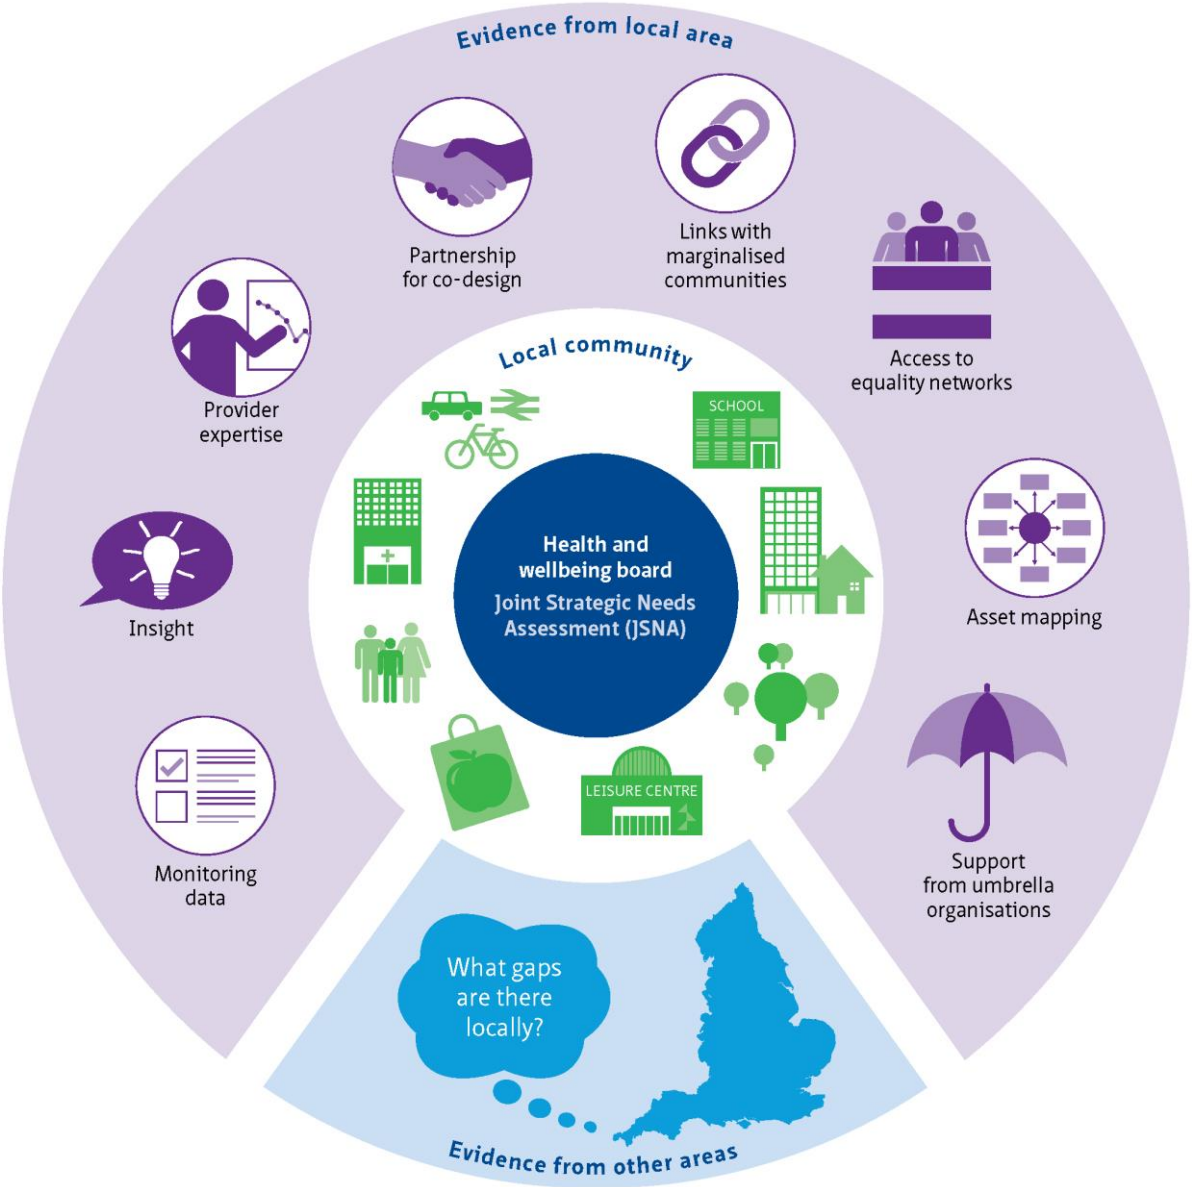 Evidence from local area
Partnership
for co-design
Links with
marginalised
communities
Access to
equality networks
Provider
expertise
Insight
Monitoring
data
Asset mapping
Support
from umbrella
organisations
Local community
SCHOOL
LEISURE CENTRE
Health and
wellbeing board
Joint Strategic Needs
Assessment (JSNA)
What gaps
are there
locally?
Evidence from other areas